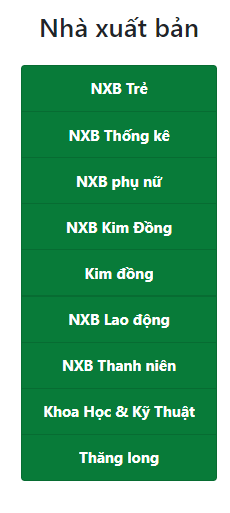 Nhà xuất bản
NXB Trẻ
NXB Thống kê
NXB phụ nữ
NXB Kim Đồng
Kim đồng
NXB Lao động
NXB Thanh niên
Khoa Học & Kỹ Thuật
Thăng long